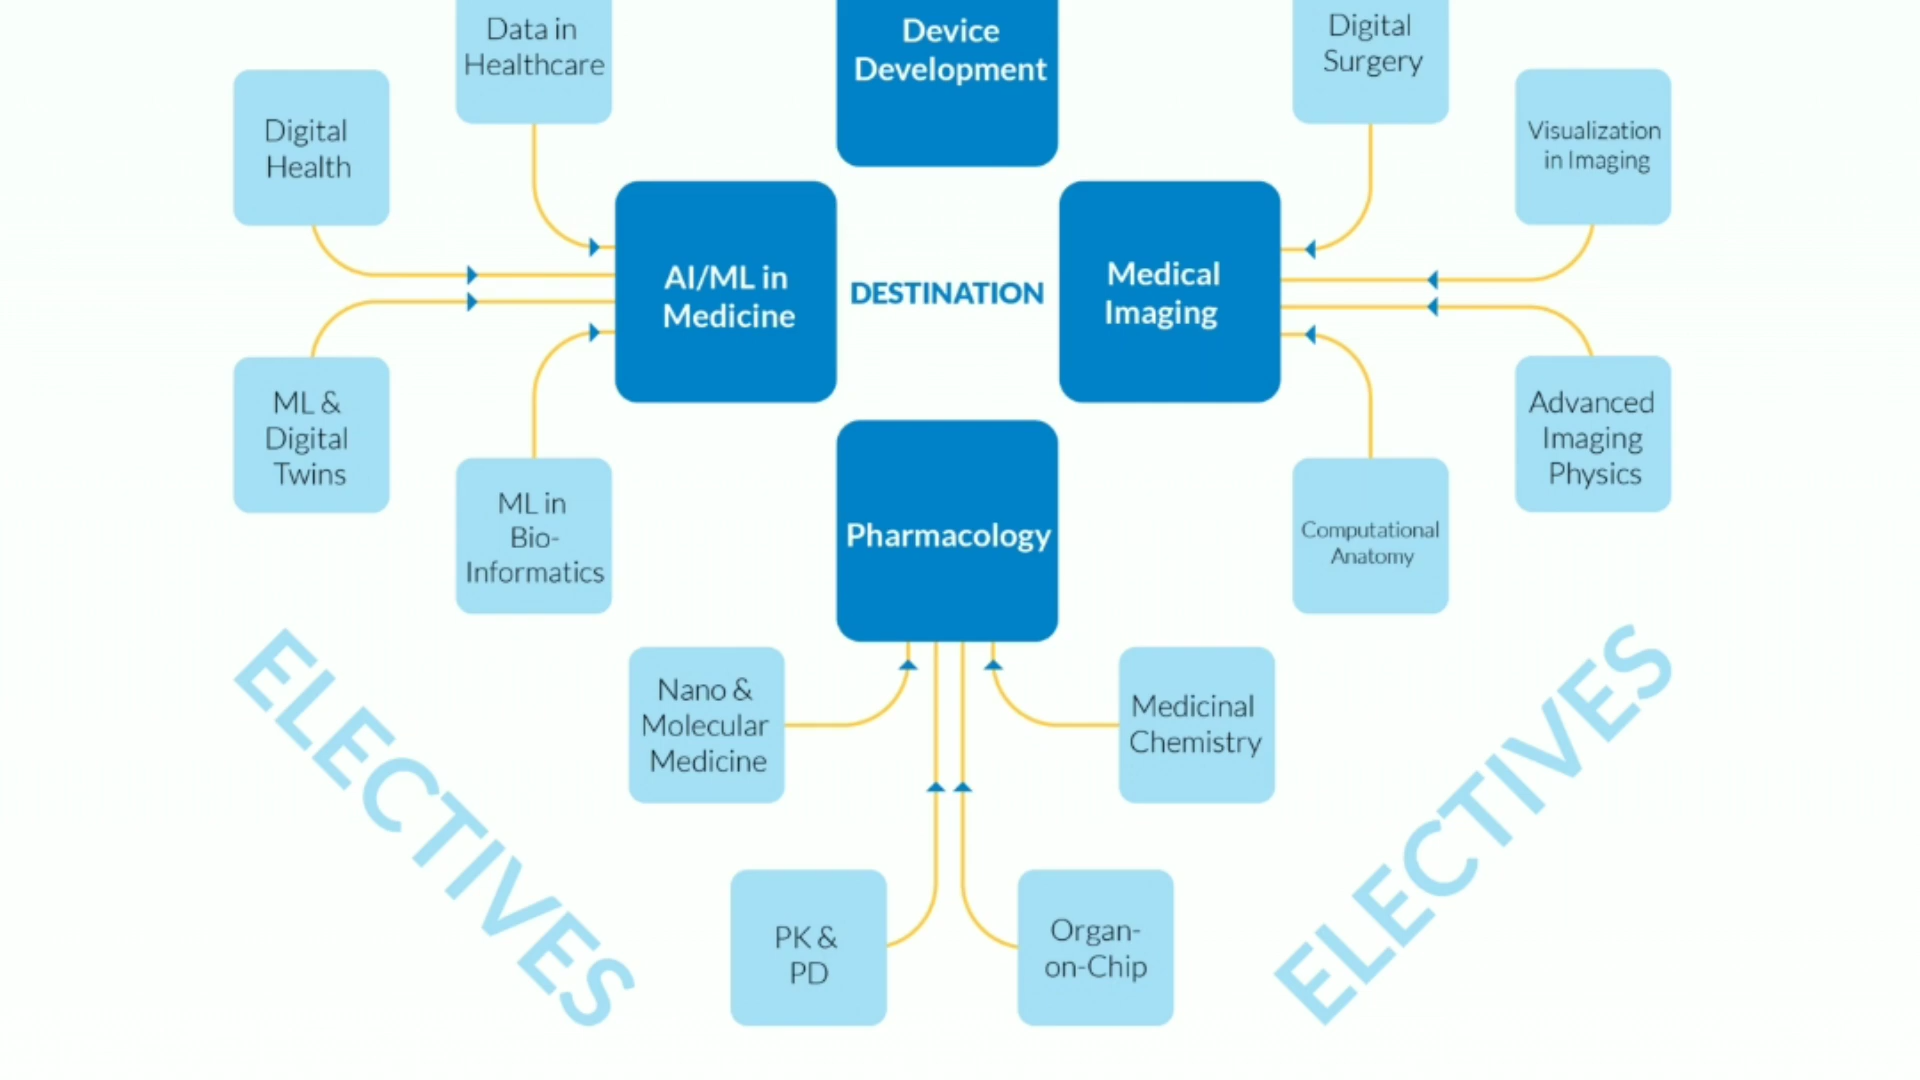 Data in
Healthcare
Device
Development
Digital
Surgery
Digital
Health
Visualization
in Imaging
AI/ML in
Medicine
DESTINATION
Medical
Imaging
ML &
Digital
Twins
Advanced
Imaging
Physics
ML in
Bio-
Informatics
Pharmacology
Computational
Anatomy
ELECTIVES
Nano &
Molecular
Medicine
Medicinal
Chemistry
ELECTIVES
PK &
PD
Organ-
on-Chip